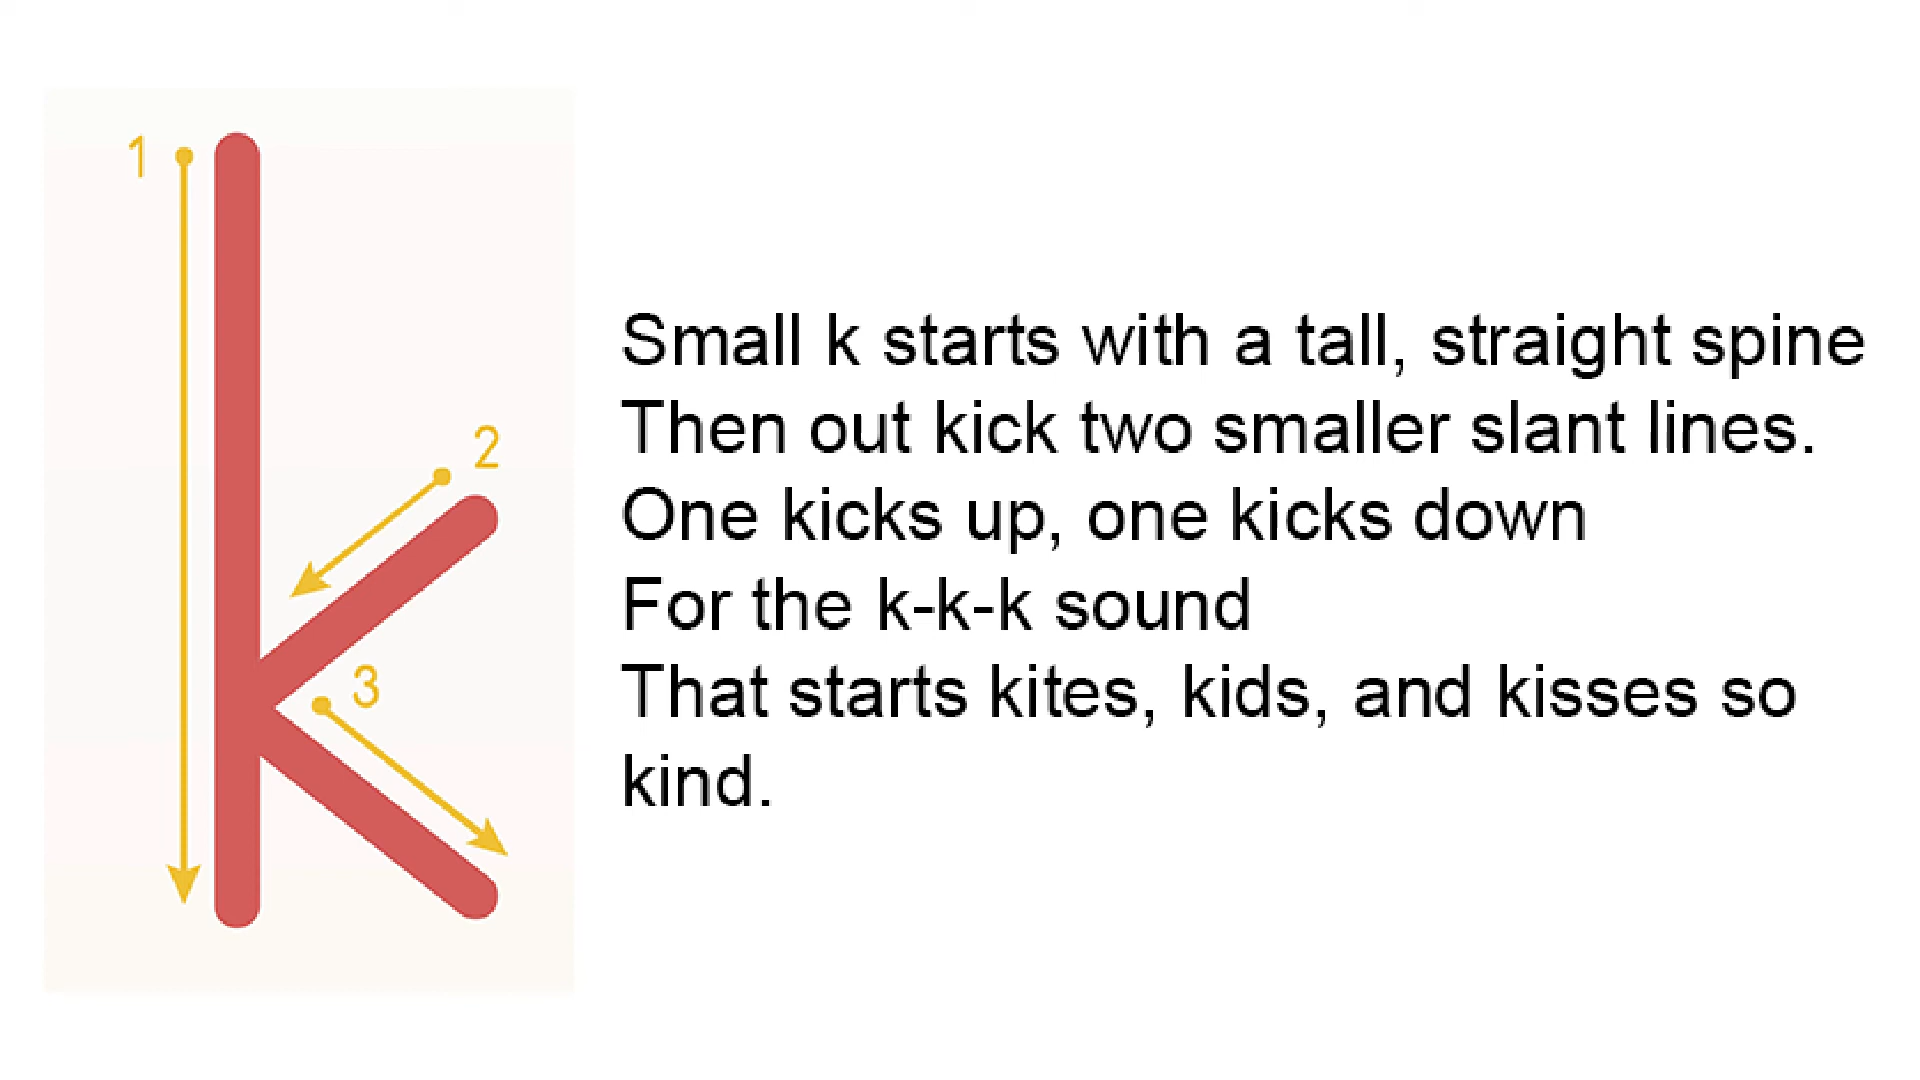 1
2
3
Small k starts with a tall, straight spine
Then out kick two smaller slant lines.
One kicks up, one kicks down
For the k-k-k sound
That starts kites, kids, and kisses so
kind.